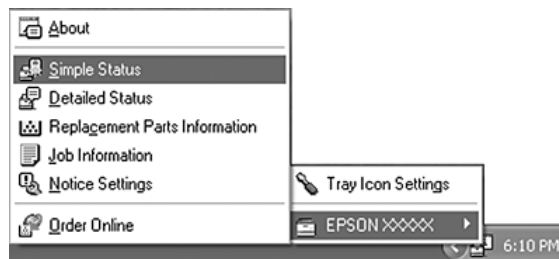 About
Simple Status
Detailed Status
Replacement Parts Information
Job Information
Notice Settings
Order Online
Tray Icon Settings
EPSON XXXXX
6:10 PM